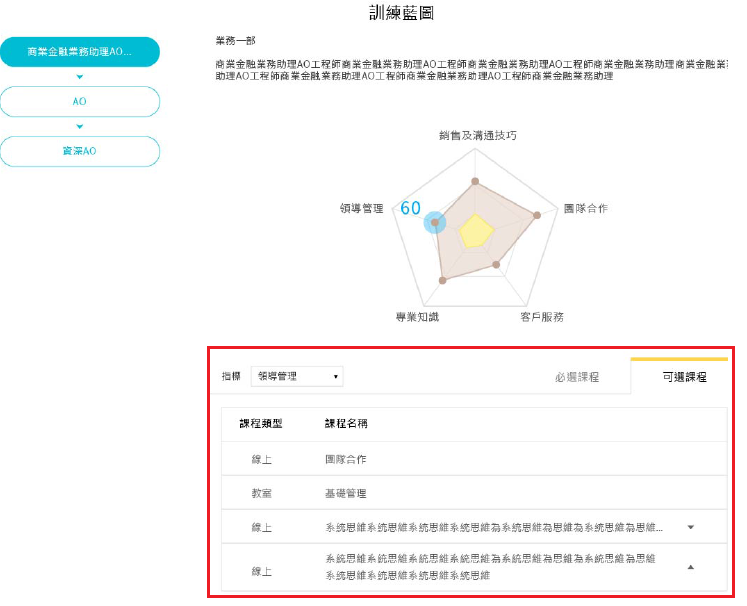 訓練藍圖
商業金融業務助理AO...
AO
資深AO
業務一部
商業金融業務助理AO工程師商業金融業務助理AO工程師商業金融業務助理AO工程師商業金融業務助理商業金融業
助理AO工程師商業金融業務助理AO工程師商業金融業務助理AO工程師商業金融業務助理
銷售及溝通技巧
領導管理
60
團隊合作
專業知識
客戶服務
指標
領導管理
必選課程
可選課程
課程類型 課程名稱
線上 團隊合作
教室 基礎管理
線上 系統思維系統思維系統思維系統思維為系統思維為思維為系統思維為思維...
線上 系統思維系統思維系統思維系統思維為系統思維為思維為系統思維為思維
系統思維系統思維系統思維系統思維